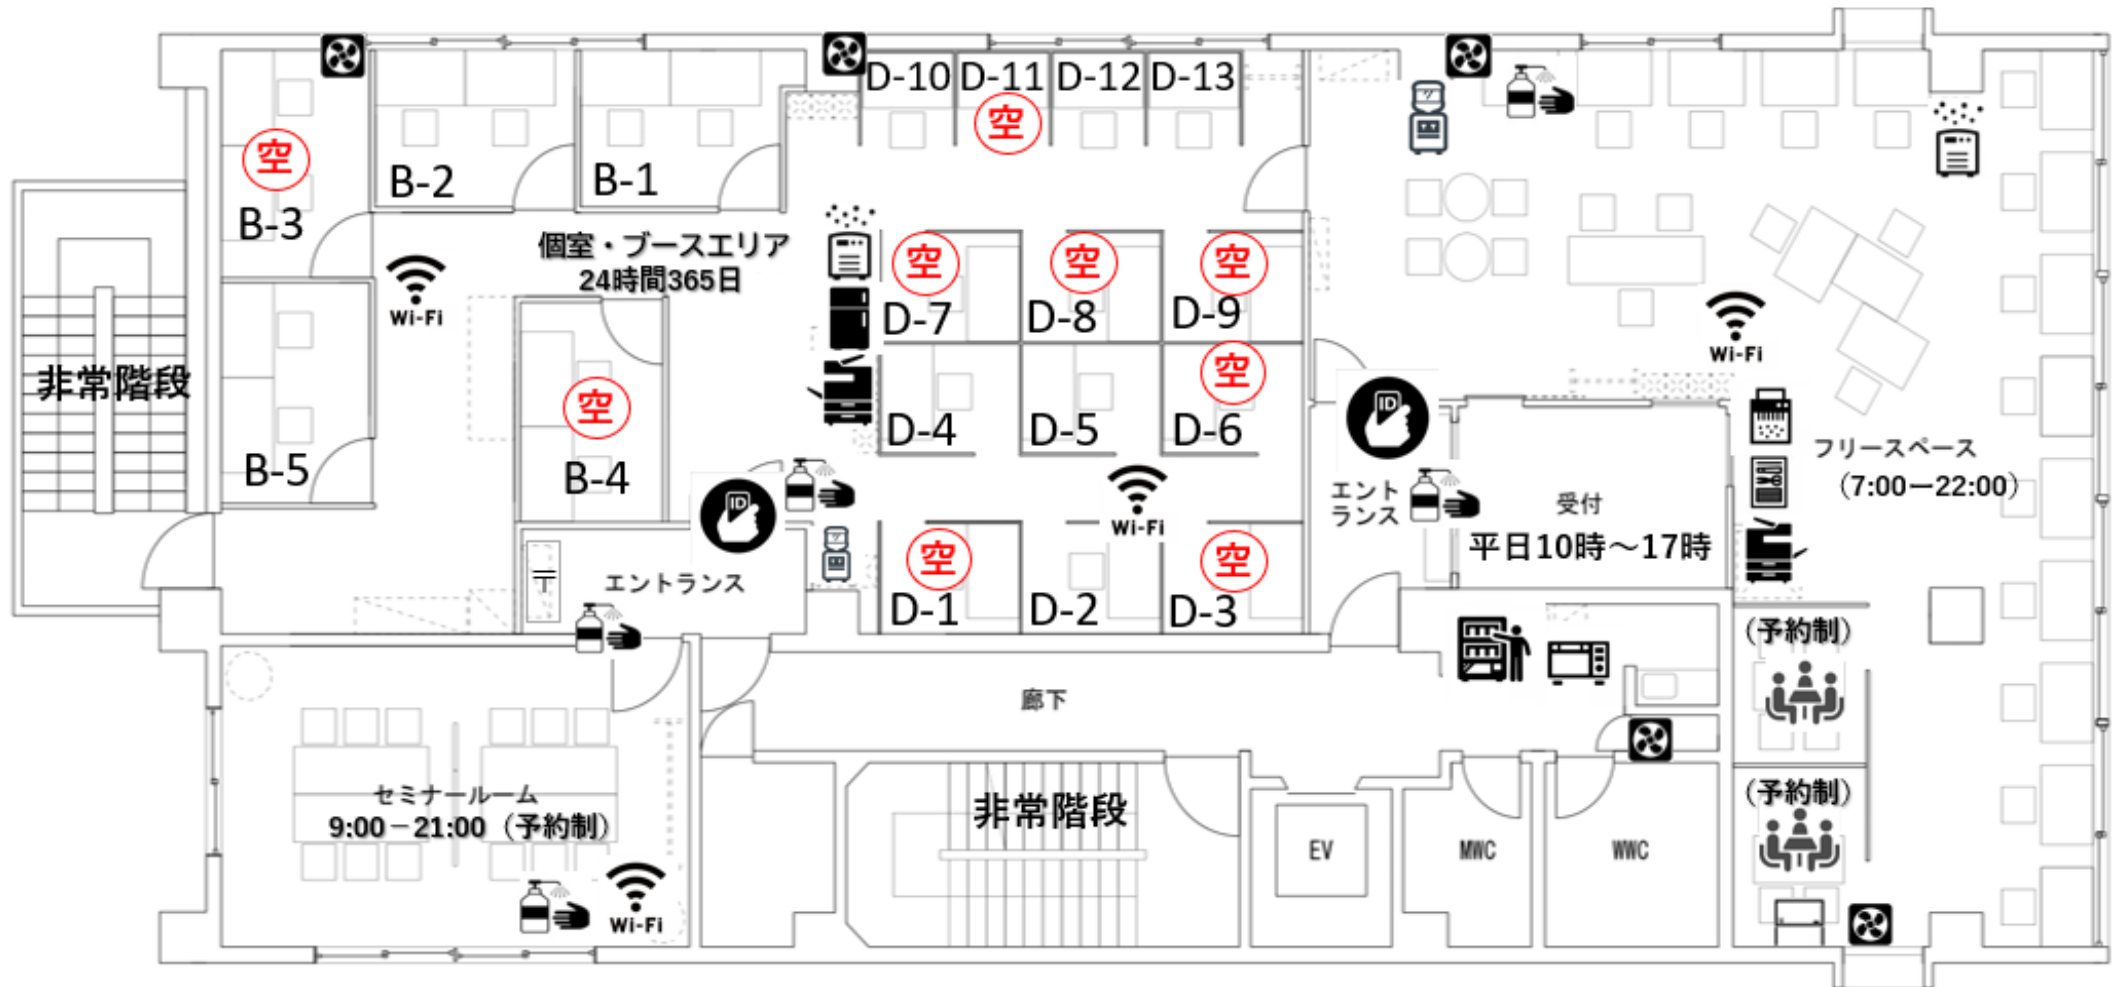 D-10
D-11
D-12
D-13
空
空
B-3
B-2
B-1
個室・ブースエリア
24時間365日
Wi-Fi
空
D-7
空
D-8
空
D-9
Wi-Fi
非常階段
B-5
空
B-4
D-4
D-5
空
D-6
ID
ID
Wi-Fi
エント
ランス
受付
平日10時～17時
フリースペース
（7:00ー22:00）
〒
エントランス
空
D-1
D-2
空
D-3
（予約制）
廊下
セミナールーム
9:00－21:00（予約制）
Wi-Fi
非常階段
EV
MWC
WWC
（予約制）